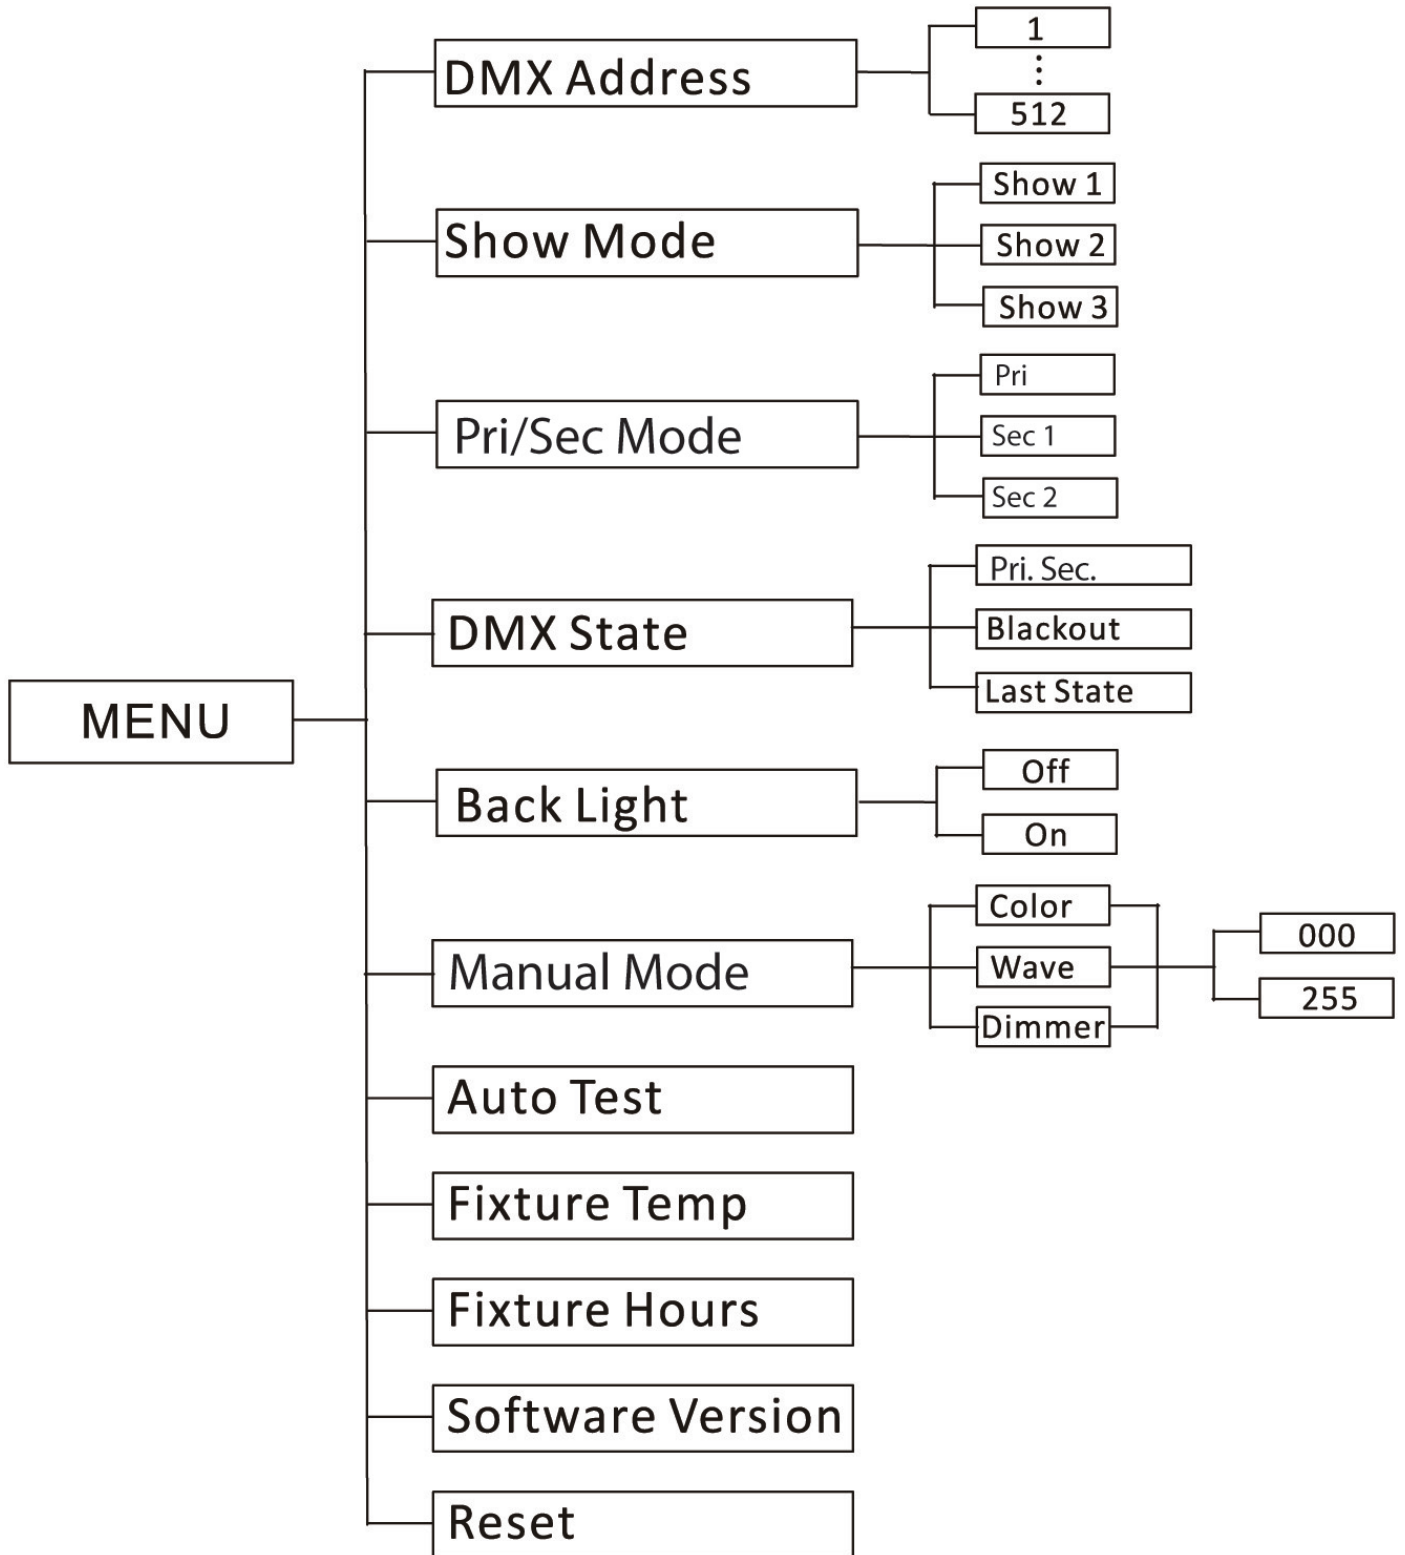 DMX Address
1
512
Show Mode
Show 1
Show 2
Show 3
Pri/Sec Mode
Pri
Sec 1
Sec 2
DMX State
Pri. Sec.
Blackout
Last State
MENU
Back Light
Off
On
Manual Mode
Color
Wave
Dimmer
000
255
Auto Test
Fixture Temp
Fixture Hours
Software Version
Reset